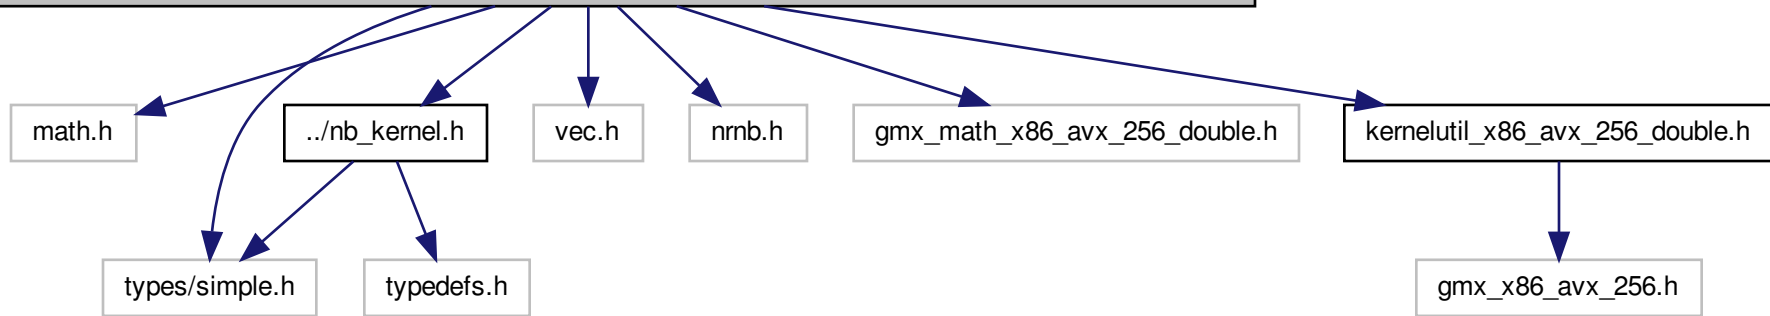 math.h
../nb_kernel.h
vec.h
nrnb.h
gmx_math_x86_avx_256_double.h
kernelutil_x86_avx_256_double.h
types/simple.h
typedefs.h
gmx_x86_avx_256.h